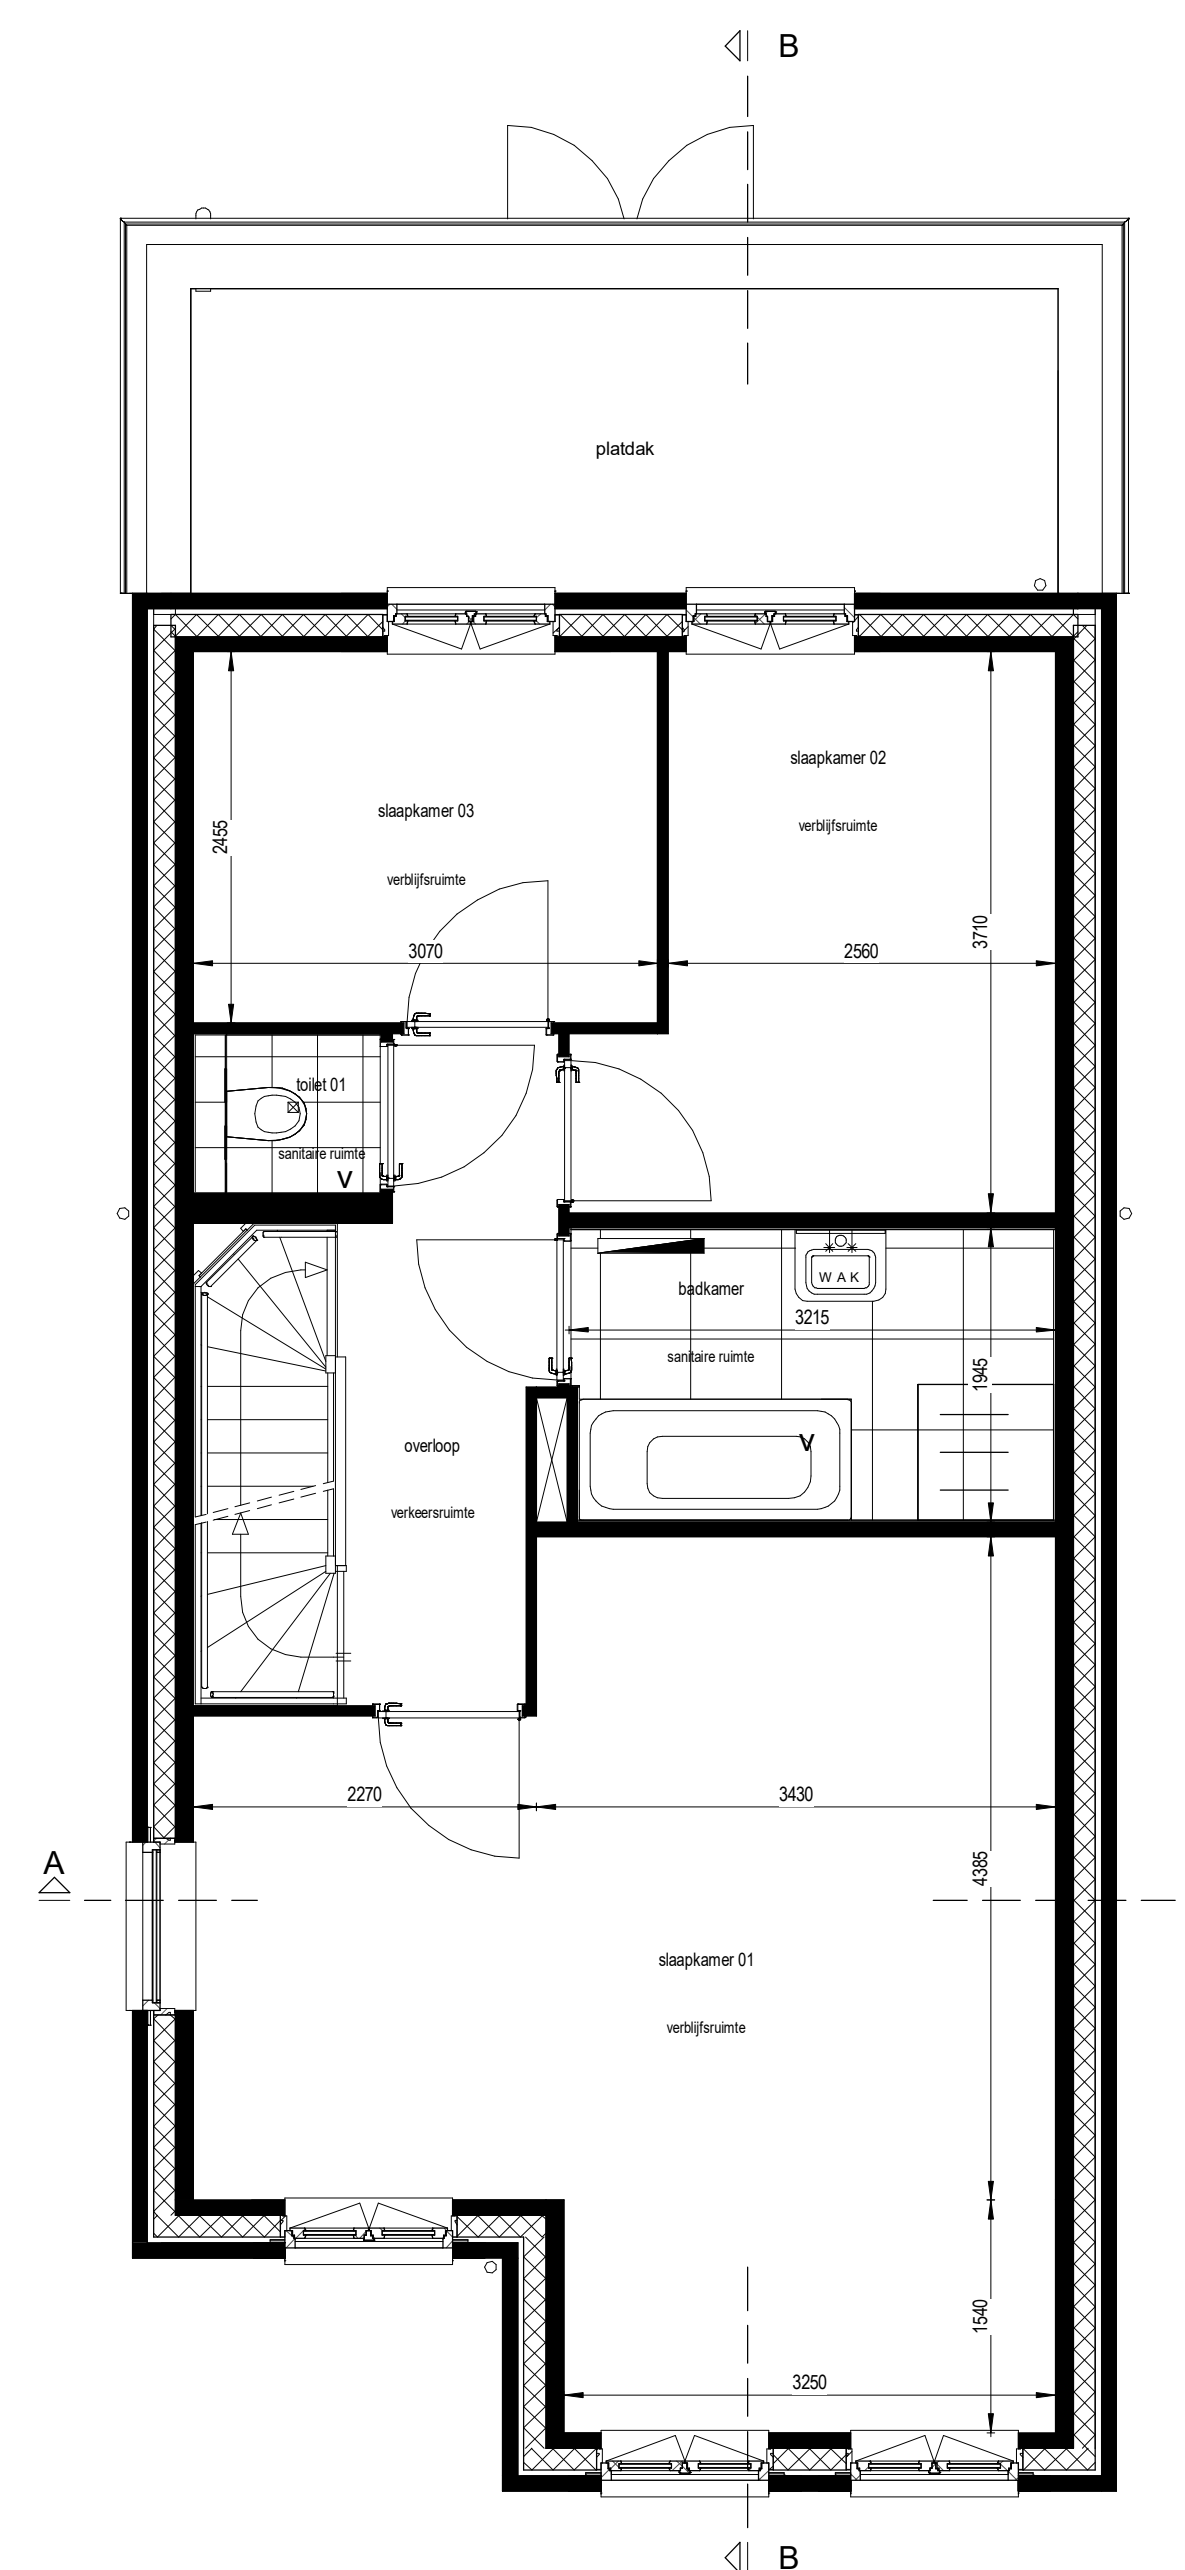 B
platdak
slaapkamer 02
slaapkamer 03
verblijfsruimte
2455
verblijfsruimte
3710
3070
2560
toilet 01
sanitaire ruimte
V
WAK
badkamer
3215
sanitaire ruimte
1945
V
overloop
verkeersruimte
2270
3430
A
4385
slaapkamer 01
verblijfsruimte
1540
3250
B